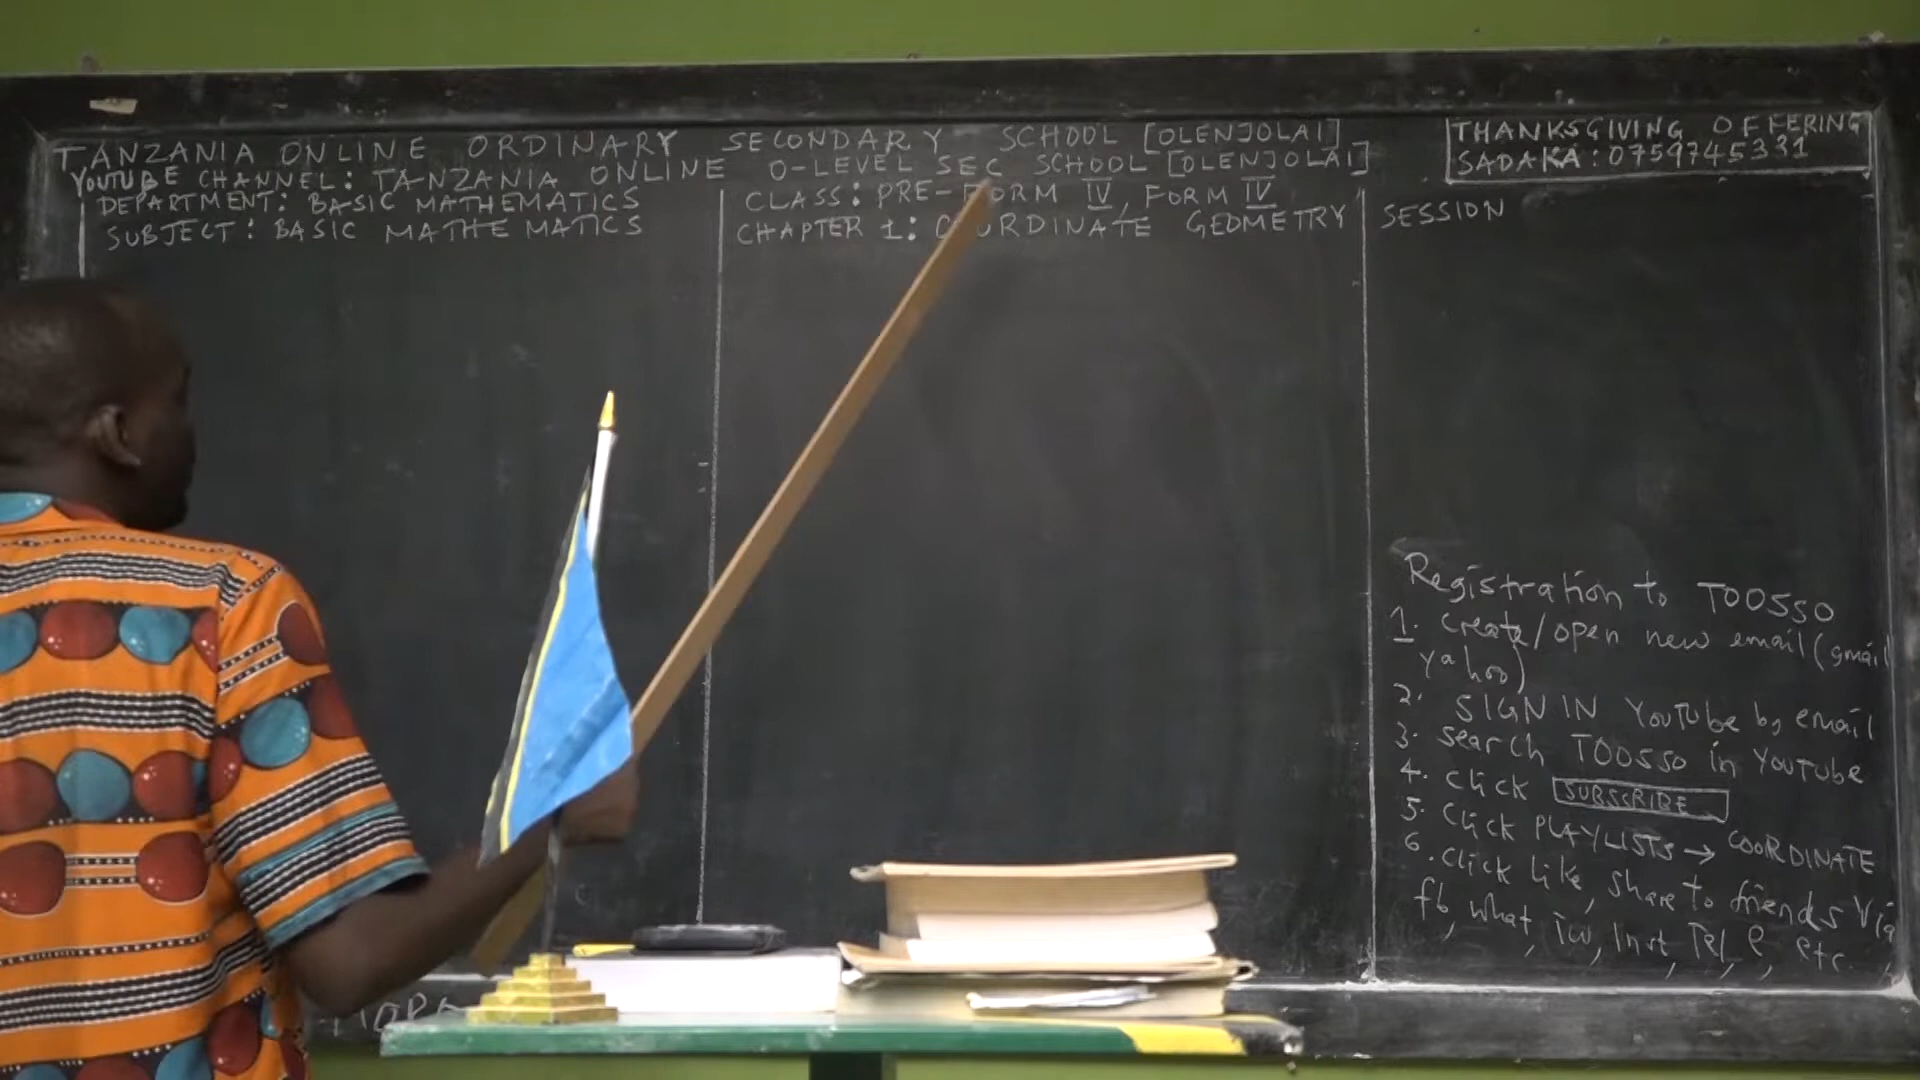 TANZANIA ONLINE ORDINARY SECONDARY SCHOOL [OLENJOLAI]
YOUTUBE CHANNEL: TANZANIA ONLINE O-LEVEL SEC SCHOOL [OLENJOLAI]
DEPARTMENT: BASIC MATHEMATICS
SUBJECT: BASIC MATHEMATICS
CLASS: PRE-FORM IV, FORM IV
CHAPTER 1: COORDINATE GEOMETRY
THANKSGIVING OFFERING
SADAKA: 0759745331
SESSION
Registration to TOOSSO
1. Create/open new email (gmail
yahoo)
2. SIGN IN YouTube by email
3. search TOOSSO in YouTube
4. click SUBSCRIBE
5. Click PLAYLISTS → COORDINATE
6. click like, share to friends Via
fb, what, Tw, Inst, Tel, e, etc.